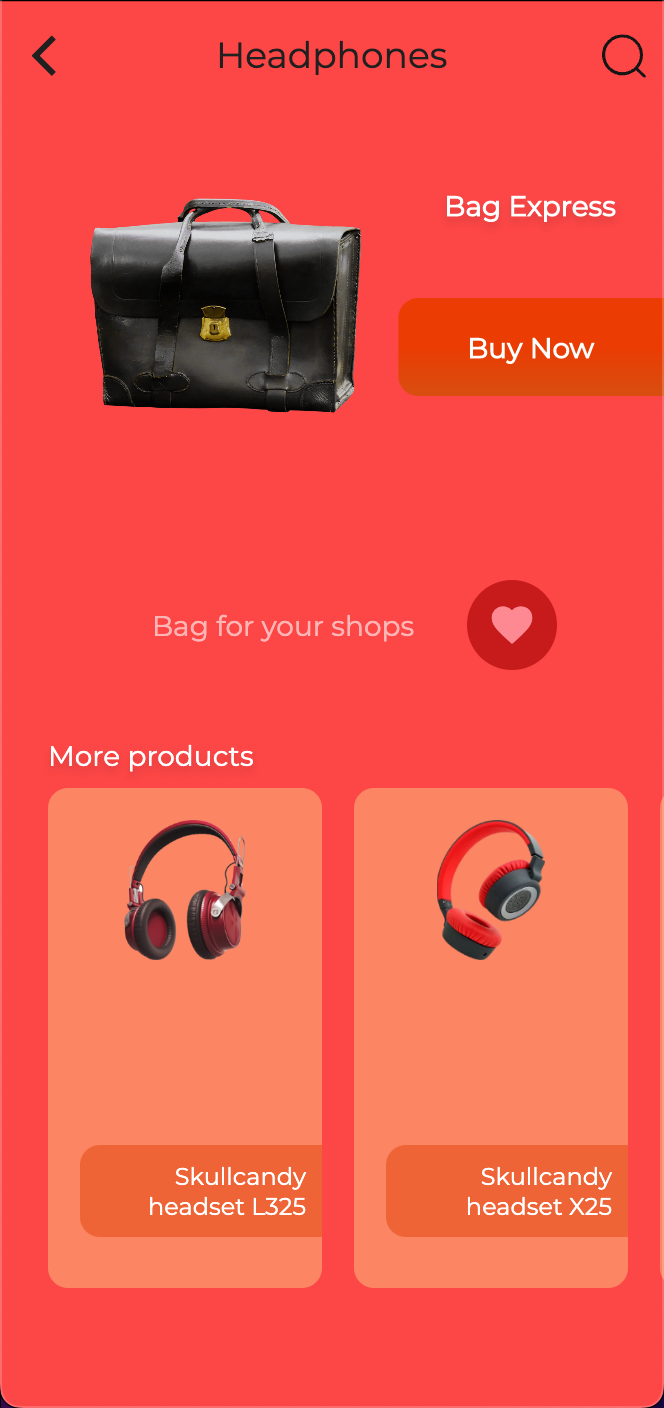 Headphones
Bag Express
Buy Now
Bag for your shops
More products
Skullcandy
headset L325
Skullcandy
headset X25